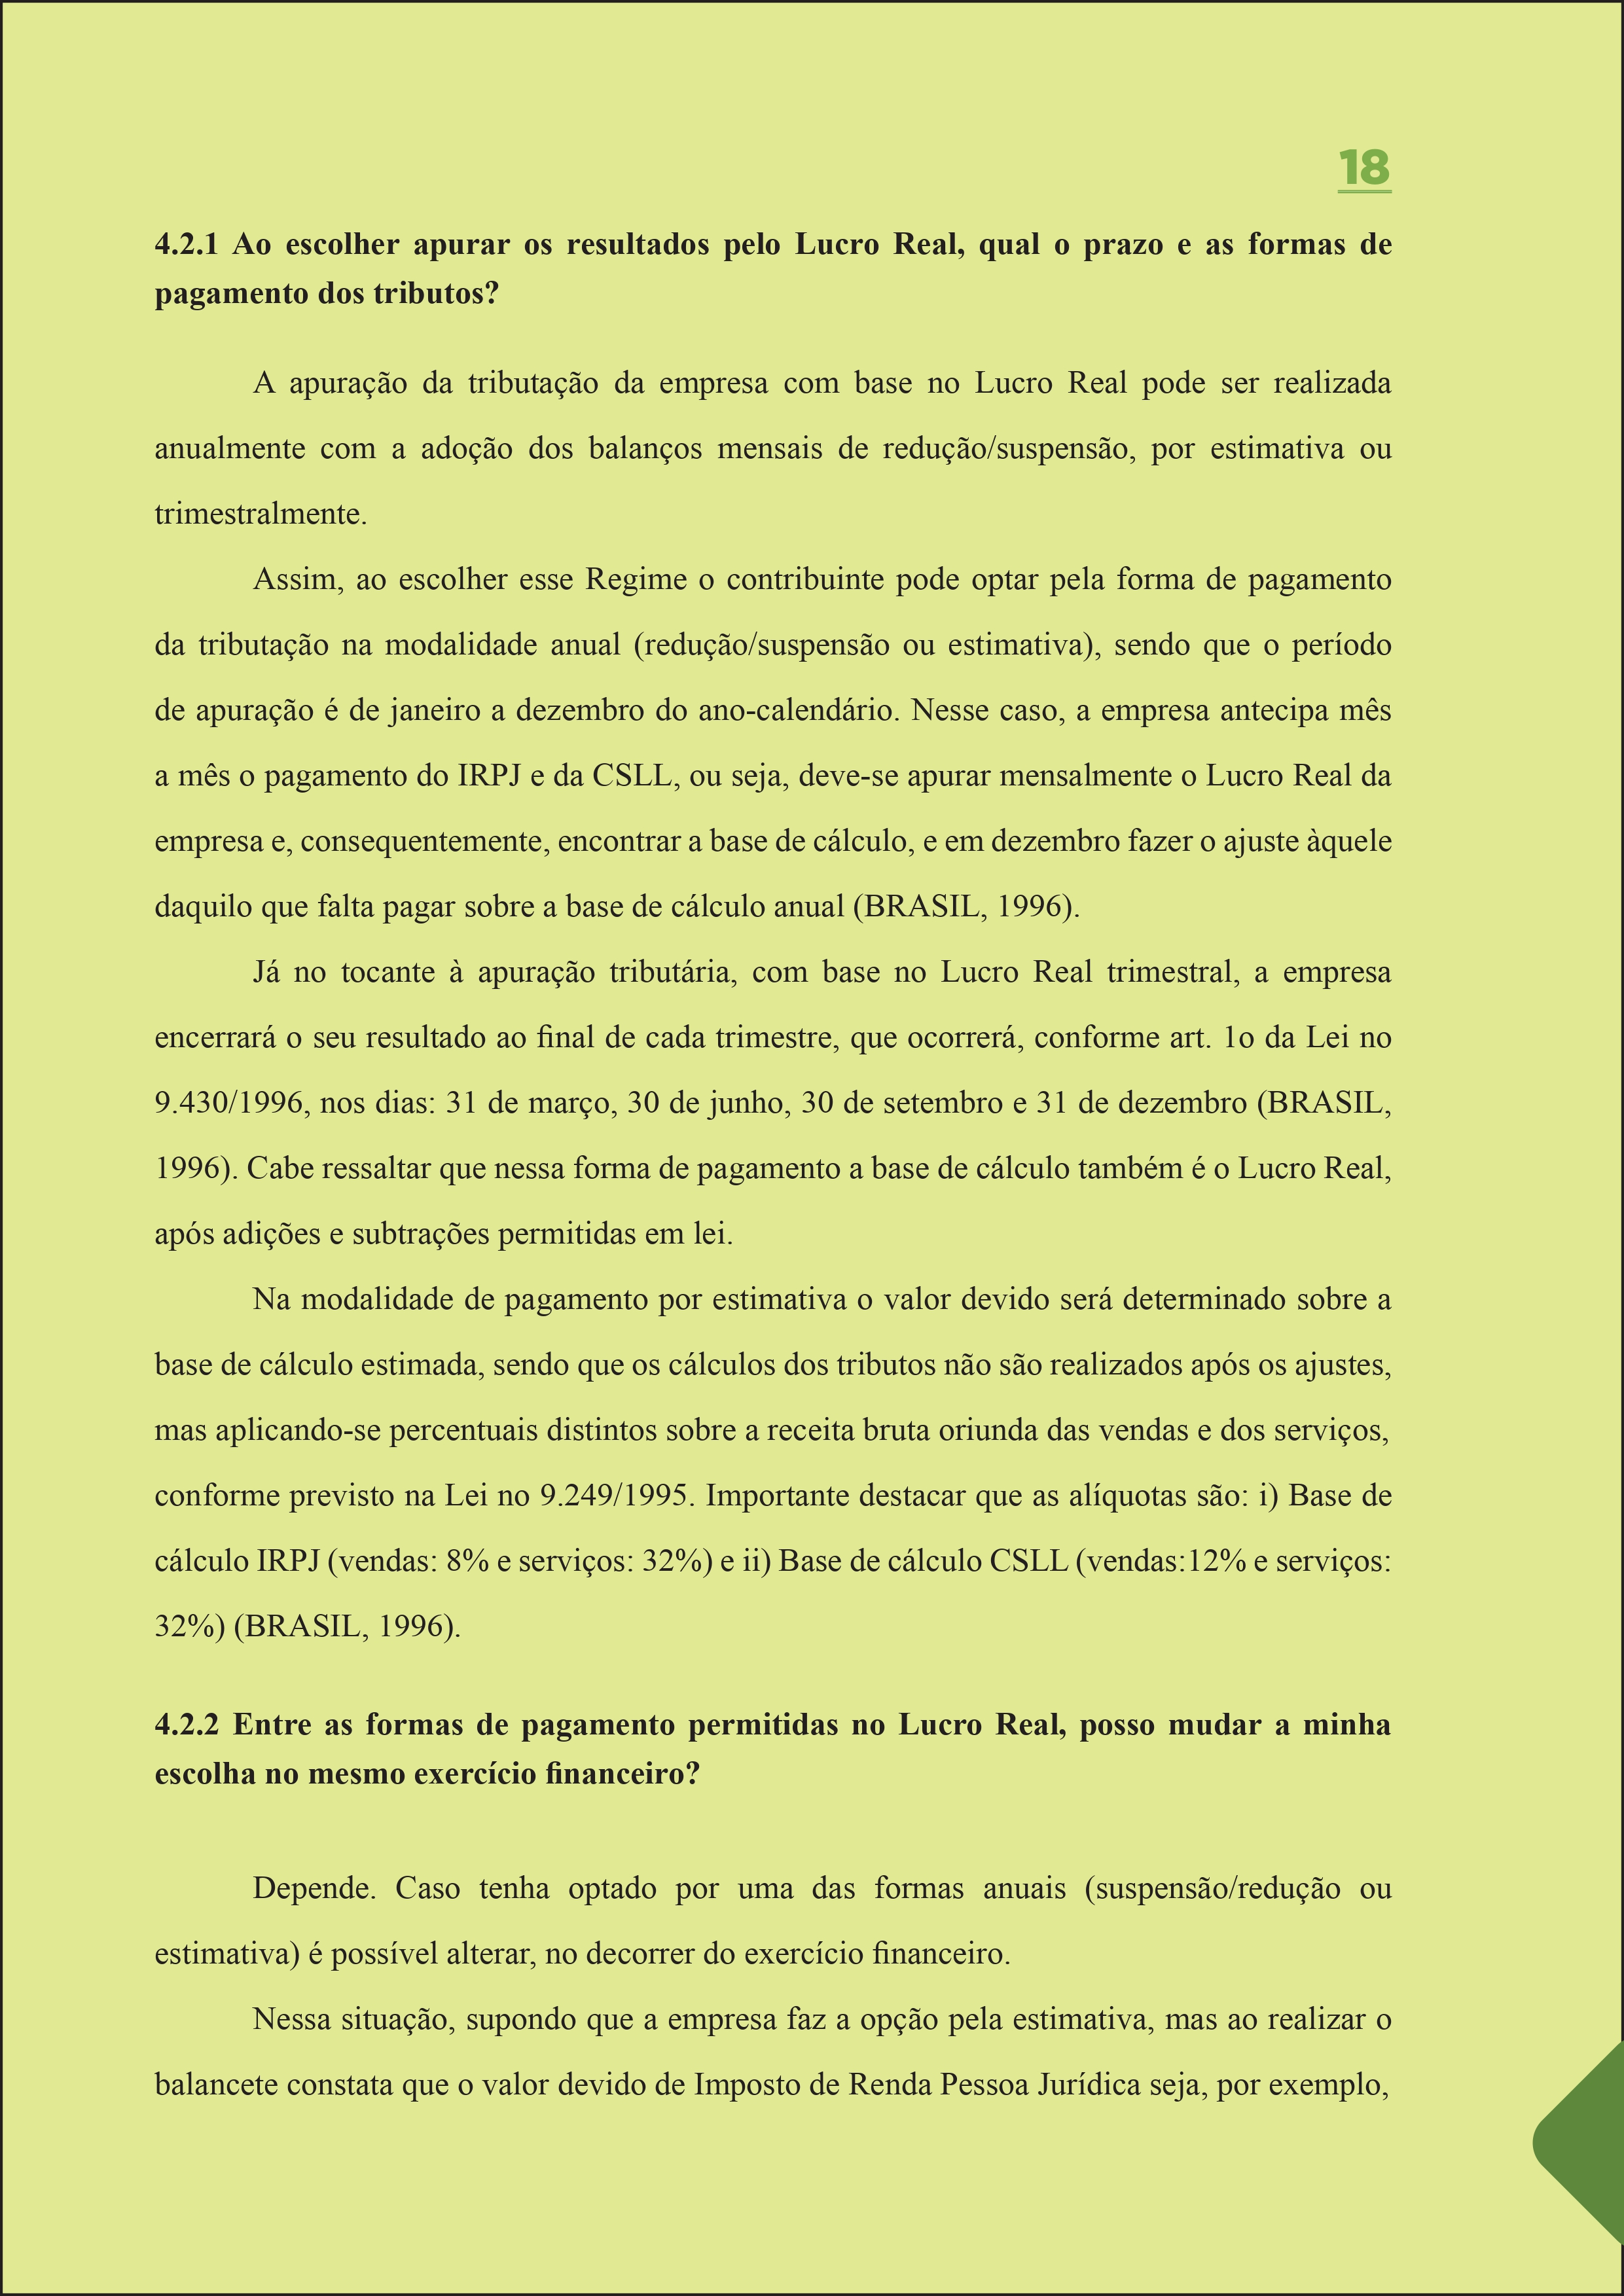 18
4.2.1 Ao escolher apurar os resultados pelo Lucro Real, qual o prazo e as formas de
pagamento dos tributos?
A apuração da tributação da empresa com base no Lucro Real pode ser realizada
anualmente com a adoção dos balanços mensais de redução/suspensão, por estimativa ou
trimestralmente.
Assim, ao escolher esse Regime o contribuinte pode optar pela forma de pagamento
da tributação na modalidade anual (redução/suspensão ou estimativa), sendo que o período
de apuração é de janeiro a dezembro do ano-calendário. Nesse caso, a empresa antecipa mês
a mês o pagamento do IRPJ e da CSLL, ou seja, deve-se apurar mensalmente o Lucro Real da
empresa e, consequentemente, encontrar a base de cálculo, e em dezembro fazer o ajuste àquele
daquilo que falta pagar sobre a base de cálculo anual (BRASIL, 1996).
Já no tocante à apuração tributária, com base no Lucro Real trimestral, a empresa
encerrará o seu resultado ao final de cada trimestre, que ocorrerá, conforme art. 1o da Lei no
9.430/1996, nos dias: 31 de março, 30 de junho, 30 de setembro e 31 de dezembro (BRASIL,
1996). Cabe ressaltar que nessa forma de pagamento a base de cálculo também é o Lucro Real,
após adições e subtrações permitidas em lei.
Na modalidade de pagamento por estimativa o valor devido será determinado sobre a
base de cálculo estimada, sendo que os cálculos dos tributos não são realizados após os ajustes,
mas aplicando-se percentuais distintos sobre a receita bruta oriunda das vendas e dos serviços,
conforme previsto na Lei no 9.249/1995. Importante destacar que as alíquotas são: i) Base de
cálculo IRPJ (vendas: 8% e serviços: 32%) e ii) Base de cálculo CSLL (vendas:12% e serviços:
32%) (BRASIL, 1996).
4.2.2 Entre as formas de pagamento permitidas no Lucro Real, posso mudar a minha
escolha no mesmo exercício financeiro?
Depende. Caso tenha optado por uma das formas anuais (suspensão/redução ou
estimativa) é possível alterar, no decorrer do exercício financeiro.
Nessa situação, supondo que a empresa faz a opção pela estimativa, mas ao realizar o
balancete constata que o valor devido de Imposto de Renda Pessoa Jurídica seja, por exemplo,